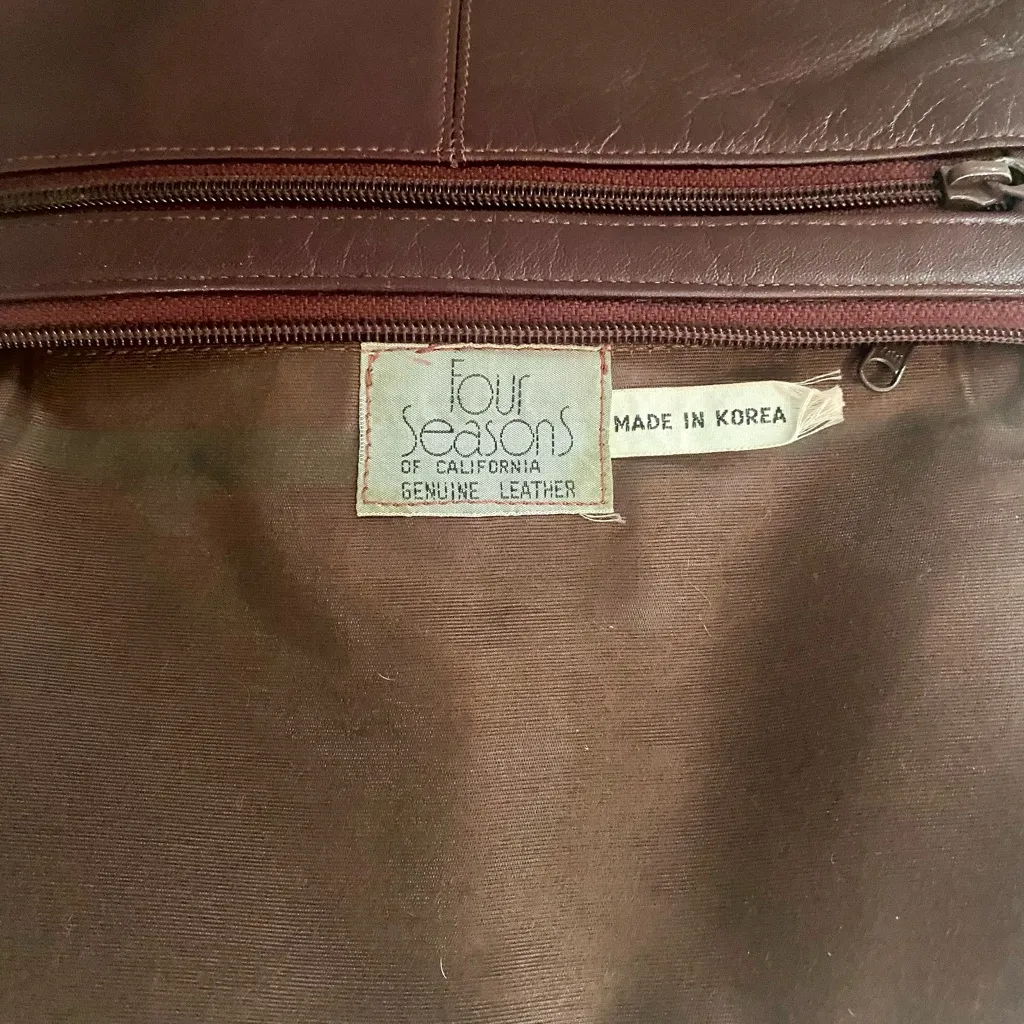 Four
Seasons
OF CALIFORNIA
GENUINE LEATHER
MADE IN KOREA